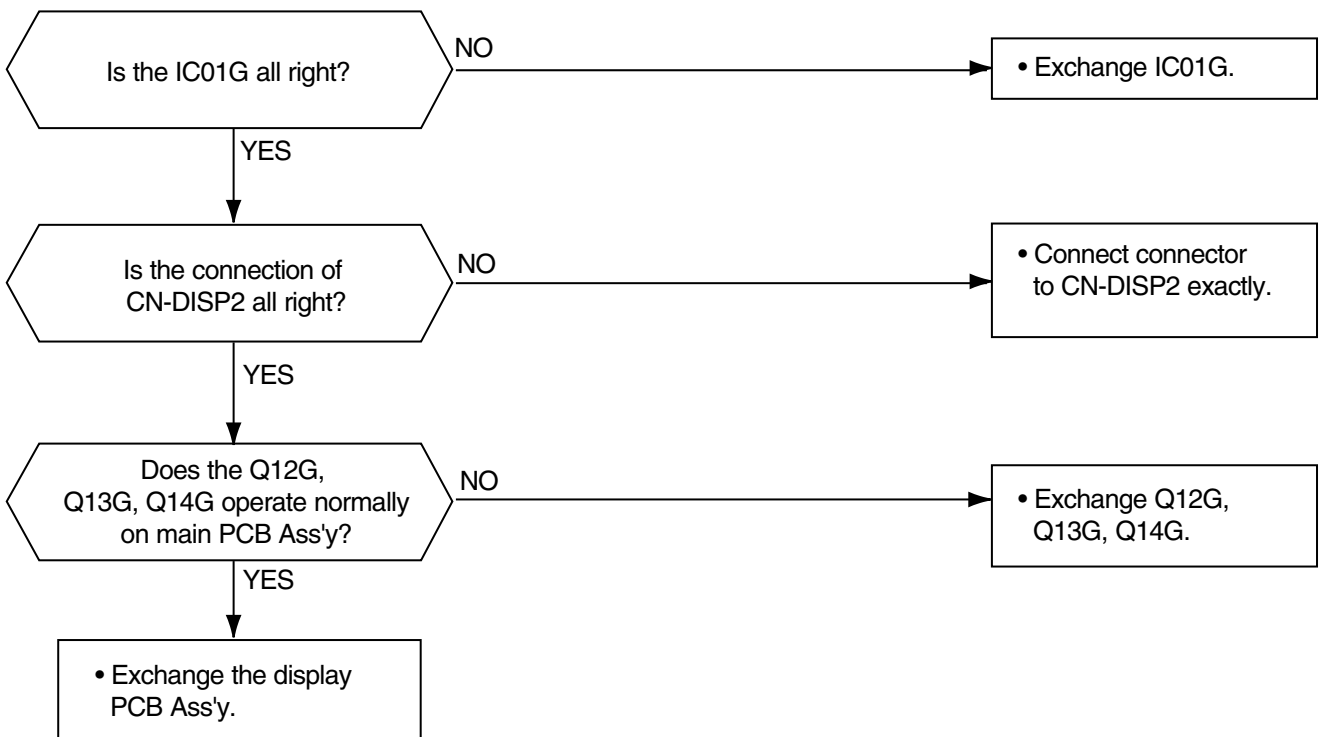 Is the IC01G all right?
NO
• Exchange IC01G.
YES
Is the connection of
CN-DISP2 all right?
NO
• Connect connector
to CN-DISP2 exactly.
YES
Does the Q12G,
Q13G, Q14G operate normally
on main PCB Ass'y?
NO
• Exchange Q12G,
Q13G, Q14G.
YES
• Exchange the display
PCB Ass'y.